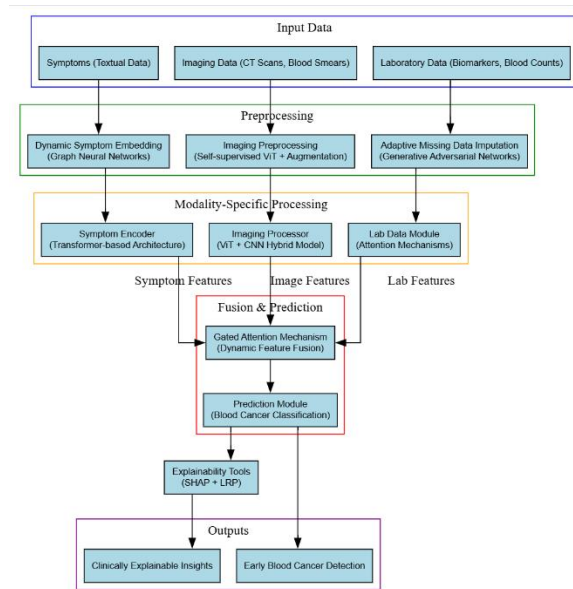 Input Data
Symptoms (Textual Data)
Imaging Data (CT Scans, Blood Smears)
Laboratory Data (Biomarkers, Blood Counts)
Preprocessing
Dynamic Symptom Embedding
(Graph Neural Networks)
Imaging Preprocessing
(Self-supervised ViT + Augmentation)
Adaptive Missing Data Imputation
(Generative Adversarial Networks)
Modality-Specific Processing
Symptom Encoder
(Transformer-based Architecture)
Imaging Processor
(ViT + CNN Hybrid Model)
Lab Data Module
(Attention Mechanisms)
Symptom Features
Image Features
Lab Features
Fusion & Prediction
Gated Attention Mechanism
(Dynamic Feature Fusion)
Prediction Module
(Blood Cancer Classification)
Explainability Tools
(SHAP + LRP)
Outputs
Clinically Explainable Insights
Early Blood Cancer Detection